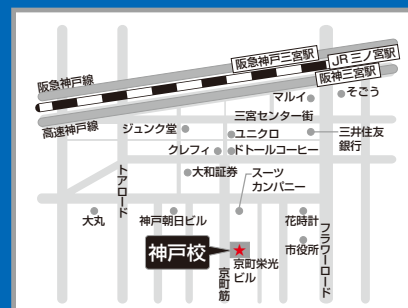 阪急神戸三宮駅
JR三ノ宮駅
阪神三宮駅
阪急神戸線
高速神戸線
マルイ
そごう
三宮センター街
ジュンク堂
ユニクロ
三井住友
銀行
クレフィ
ドトールコーヒー
トアロード
大和証券
スーツ
カンパニー
大丸
神戸朝日ビル
花時計
フラワーロード
神戸校
市役所
京町栄光
ビル
京町筋